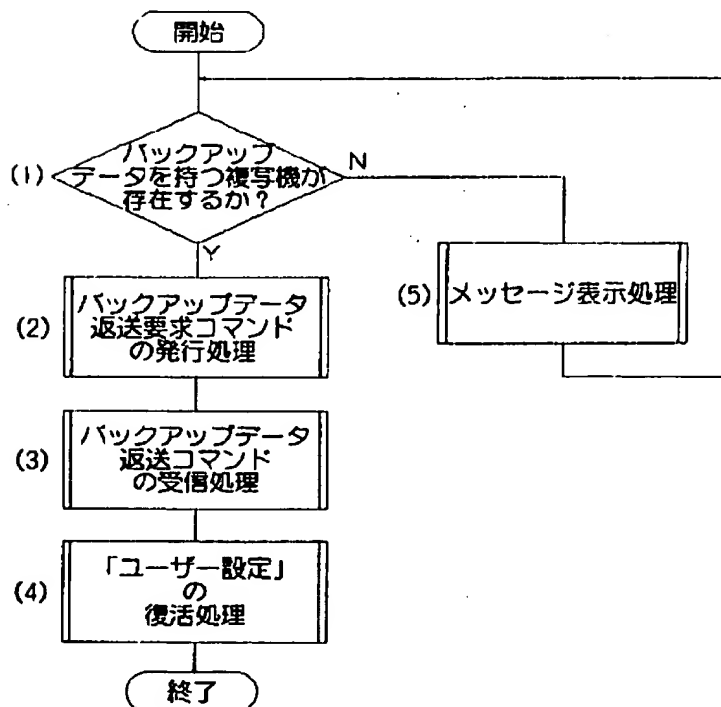 開始
(1)
バックアップ
データを持つ複写機が
存在するか？
N
Y
(2)
バックアップデータ
返送要求コマンド
の発行処理
(5)
メッセージ表示処理
(3)
バックアップデータ
返送コマンド
の受信処理
(4)
「ユーザー設定」
の
復活処理
終了